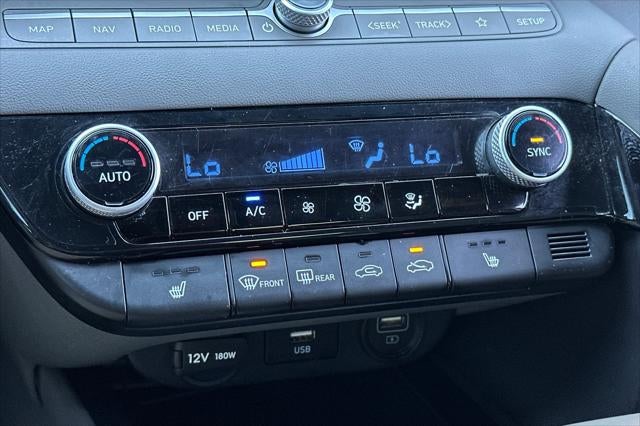 MAP NAV RADIO MEDIA <SEEK^ TRACK> SETUP
Lo Lo
AUTO SYNC
OFF A/C
FRONT REAR
12V 180W USB